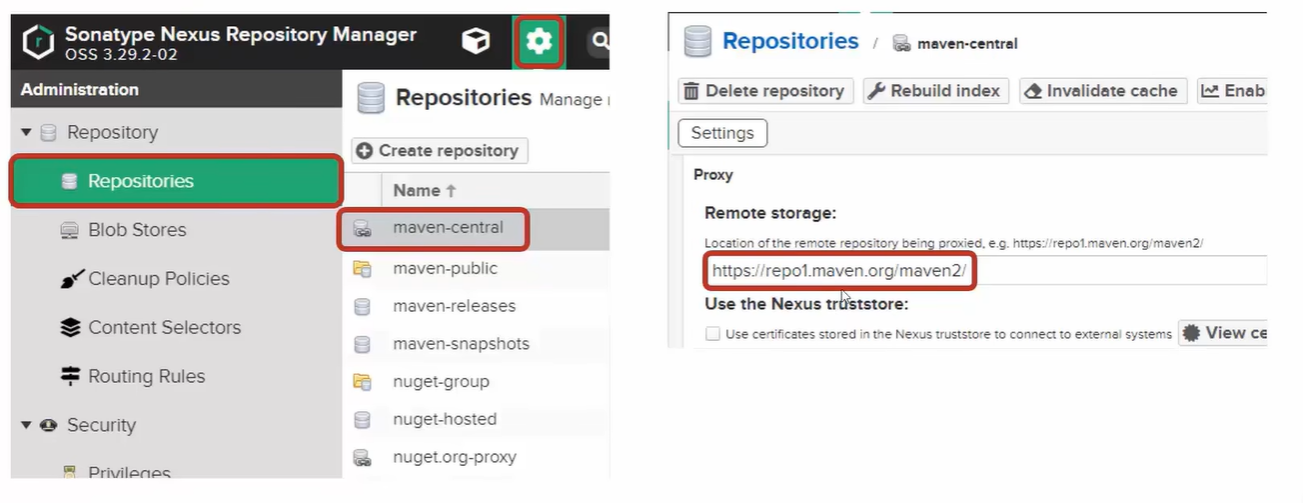 Sonatype Nexus Repository Manager
OSS 3.29.2-02
Administration
Repository
Repositories
Blob Stores
Cleanup Policies
Content Selectors
Routing Rules
Security
Privileges
Repositories Manage
Create repository
Name
maven-central
maven-public
maven-releases
maven-snapshots
nuget-group
nuget-hosted
nuget.org-proxy
Repositories / maven-central
Delete repository Rebuild index Invalidate cache Enab
Settings
Proxy
Remote storage:
Location of the remote repository being proxied, e.g. https://repo1.maven.org/maven2/
https://repo1.maven.org/maven2/
Use the Nexus truststore:
Use certificates stored in the Nexus truststore to connect to external systems View ce